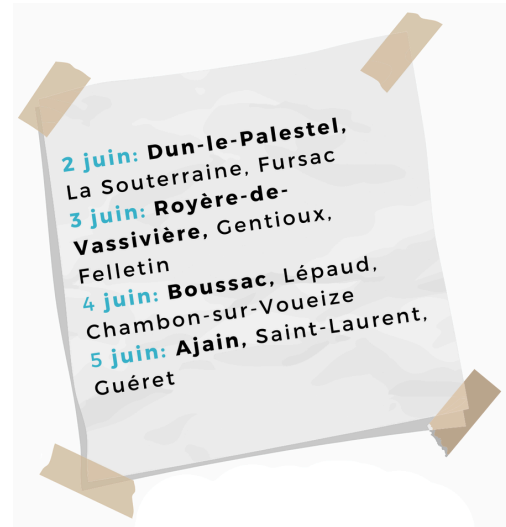 2 juin: Dun-le-Palestel,
La Souterraine, Fursac
3 juin: Royère-de-
Vassivière, Gentioux,
Felletin
4 juin: Boussac, Lépaud,
Chambon-sur-Voueize
5 juin: Ajain, Saint-Laurent,
Guéret